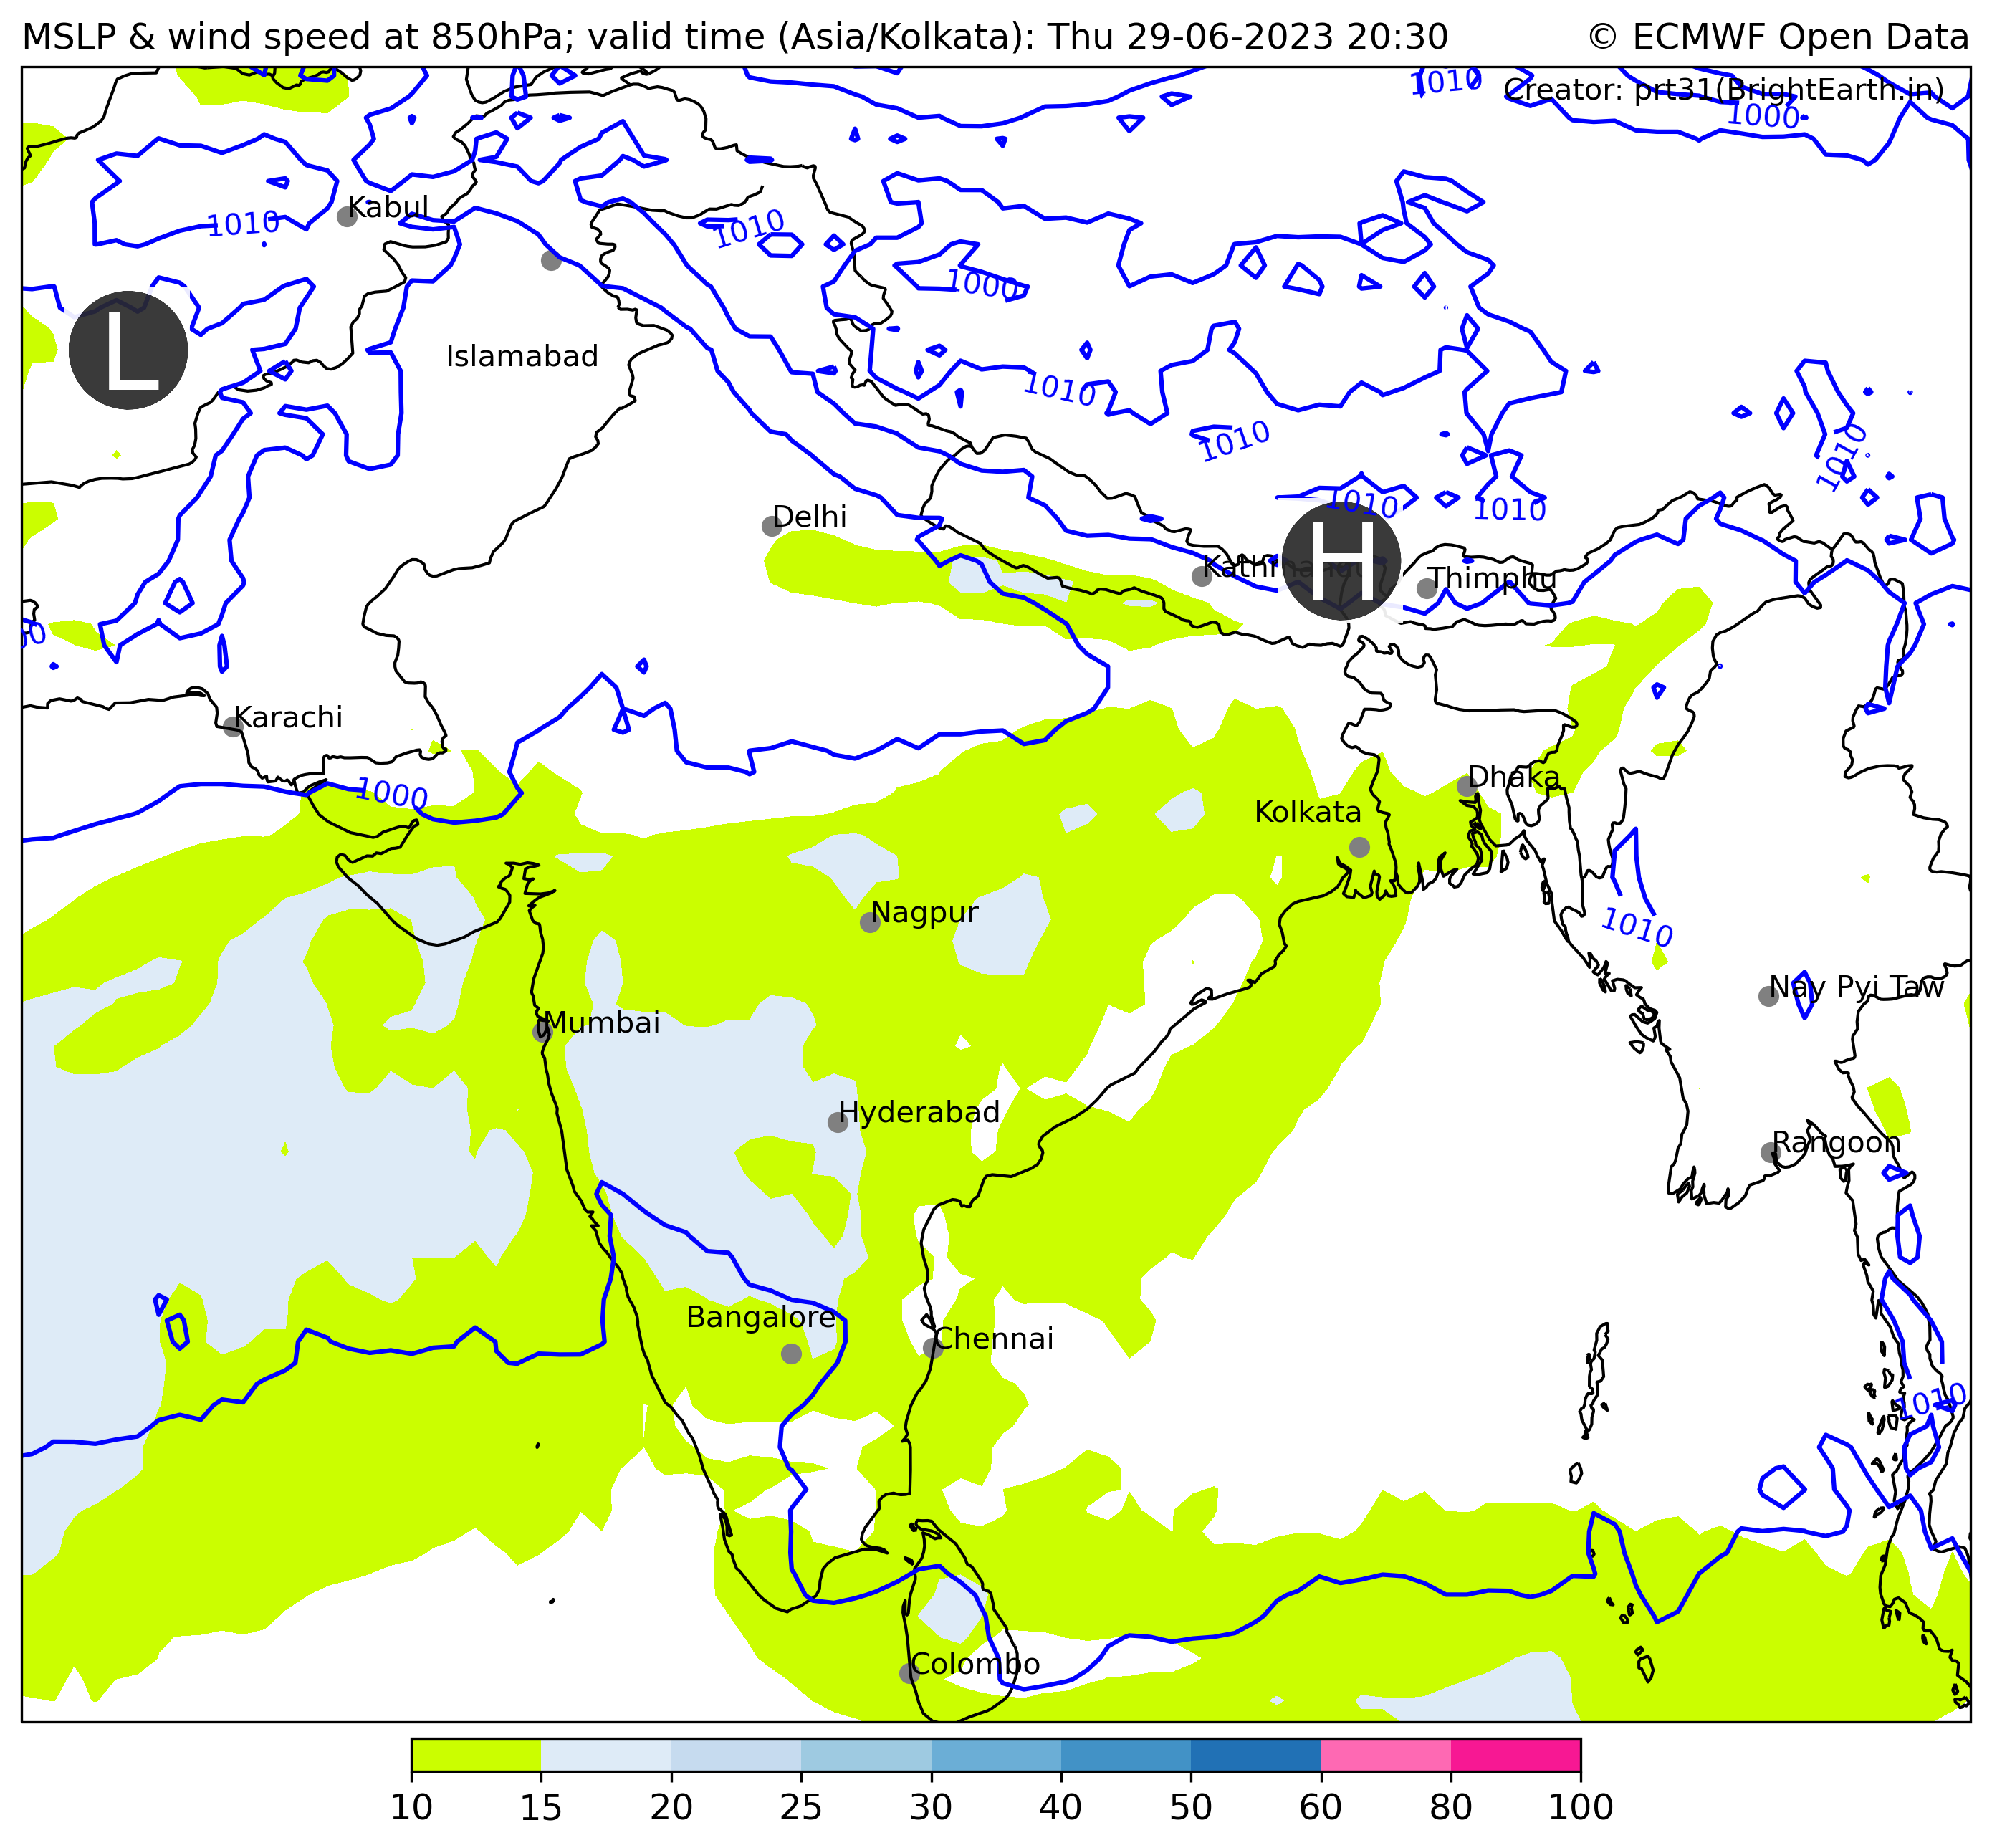 MSLP & wind speed at 850hPa; valid time (Asia/Kolkata): Thu 29-06-2023 20:30
© ECMWF Open Data
1010
Creator: prt31(BrightEarth.in)
1000
Kabul
1010
1010
1000
L
Islamabad
1010
1010
1010
Delhi
1010
1010
H
Thimphu
Karachi
Dhaka
1000
Kolkata
Nagpur
1010
Nay Pyi Taw
Mumbai
Hyderabad
Rangoon
Bangalore
Chennai
1010
Colombo
10 15 20 25 30 40 50 60 80 100